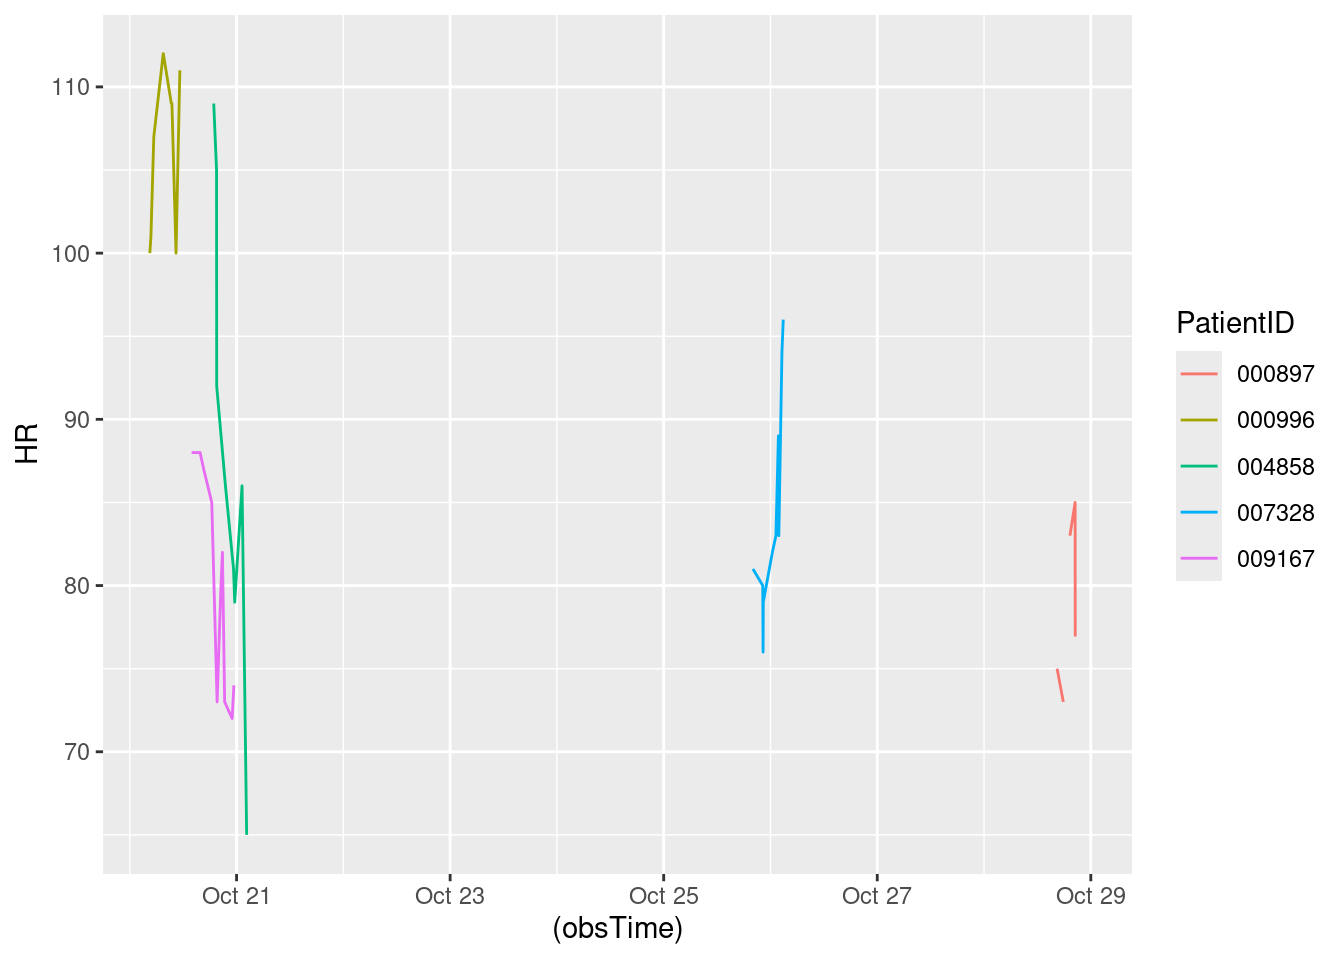 110
100
90
80
70
HR
Oct 21
Oct 23
Oct 25
Oct 27
Oct 29
(obsTime)
PatientID
000897
000996
004858
007328
009167